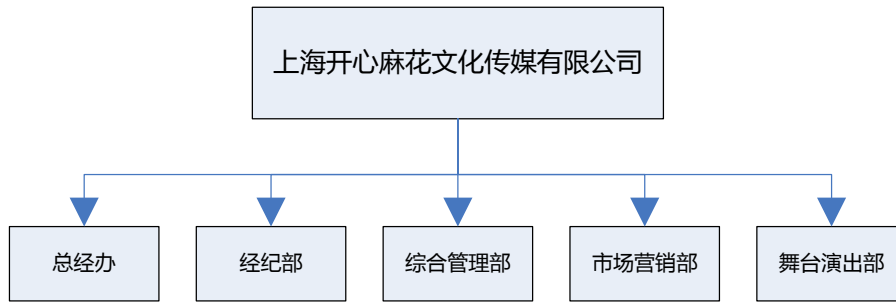 上海开心麻花文化传媒有限公司
总经办
经纪部
综合管理部
市场营销部
舞台演出部